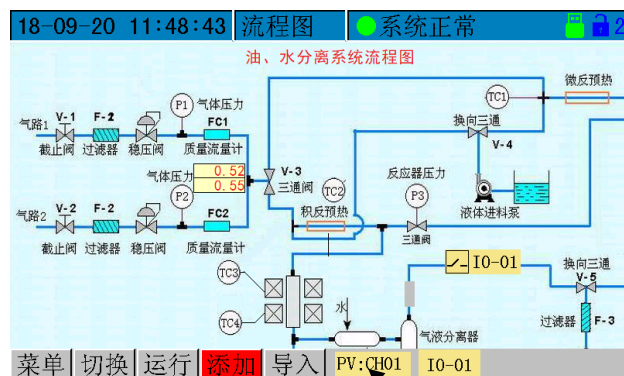 18-09-20 11:48:43 流程图 系统正常 2
油、水分离系统流程图
TC1 微反预热
P1 气体压力
气路1 V-1 F-2 FC1 换向三通
截止阀 过滤器 稳压阀 质量流量计 V-4
气体压力 0.52 V-3 反应器压力
0.55 三通阀 TC2
P2 P3
气路2 V-2 F-2 FC2 积反预热 液体进料泵
截止阀 过滤器 稳压阀 质量流量计 三通阀
TC3 IO-01 换向三通
V-5
水
TC4 过滤器 F-3
气液分离器
菜单 切换 运行 添加 导入 PV:CH01 IO-01